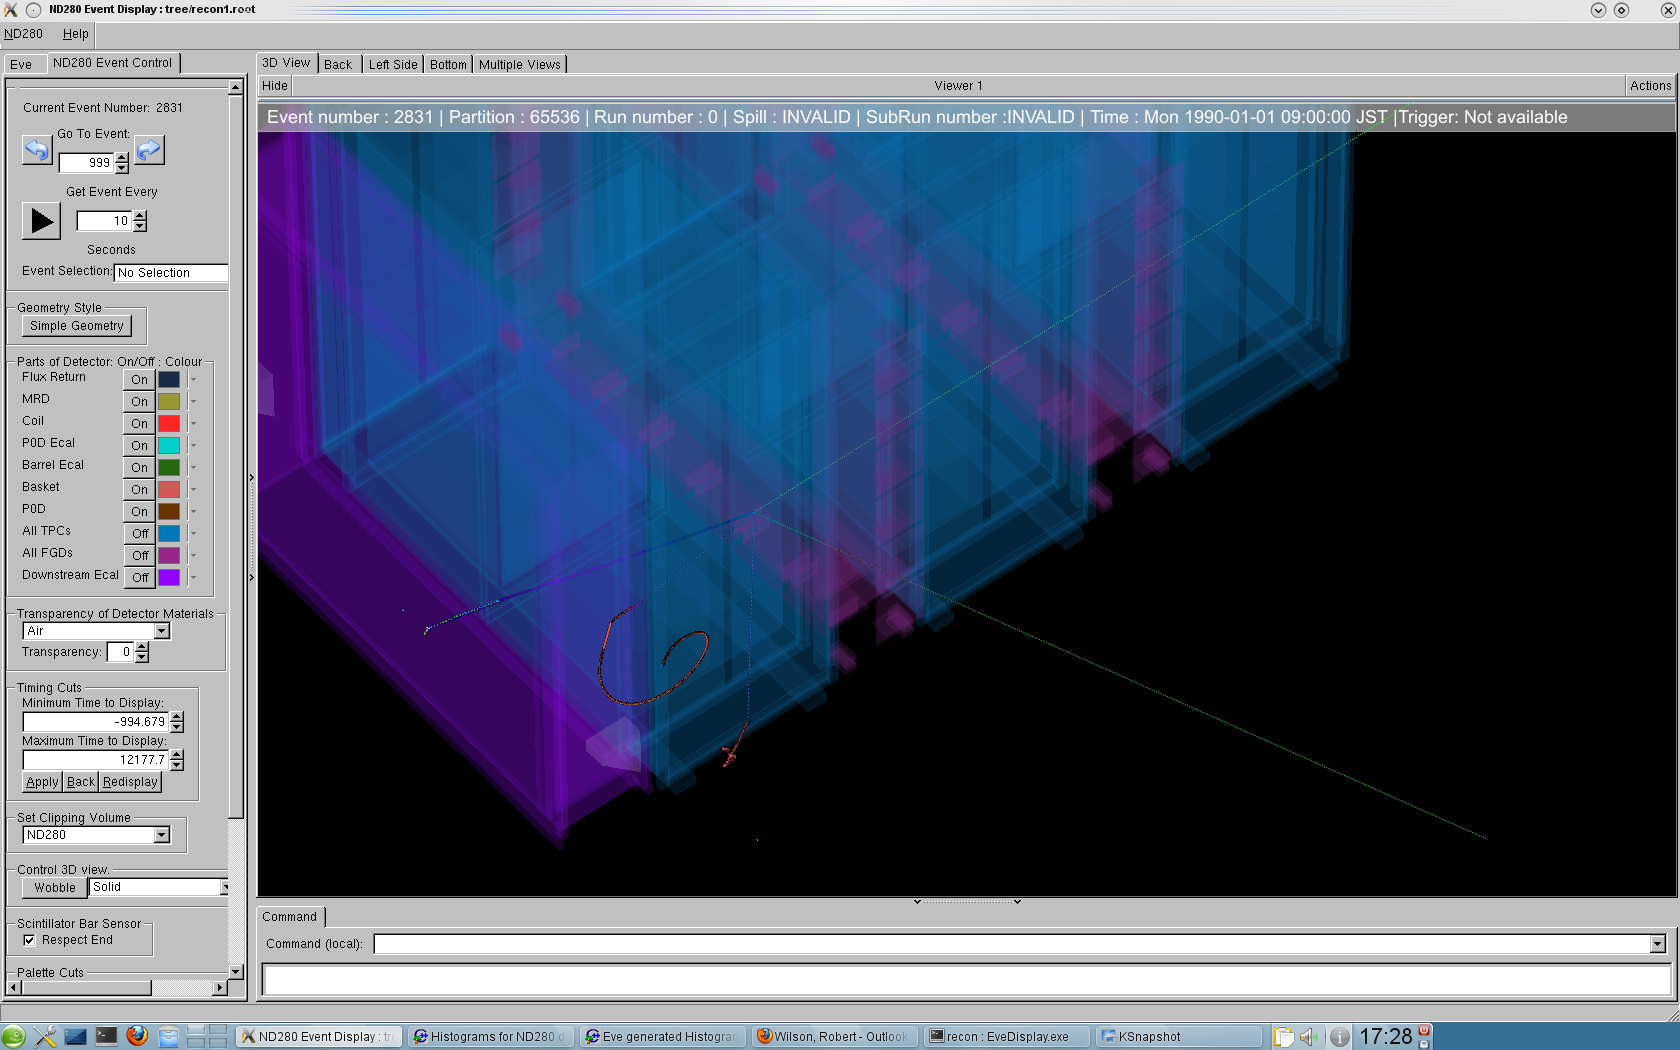 ND280 Event Display : tree/recon1.root
ND280 Help
Eve ND280 Event Control
3D View Back Left Side Bottom Multiple Views
Hide Viewer 1 Actions
Event number : 2831 | Partition : 65536 | Run number : 0 | Spill : INVALID | SubRun number :INVALID | Time : Mon 1990-01-01 09:00:00 JST |Trigger: Not available
Current Event Number: 2831
Go To Event:
999
Get Event Every
10
Seconds
Event Selection: No Selection
Geometry Style
Simple Geometry
Parts of Detector: On/Off : Colour
Flux Return On
MRD On
Coil On
P0D Ecal On
Barrel Ecal On
Basket On
P0D On
All TPCs Off
All FGDs Off
Downstream Ecal Off
Transparency of Detector Materials
Air
Transparency: 0
Timing Cuts
Minimum Time to Display:
-994.679
Maximum Time to Display:
12177.7
Apply Back Redisplay
Set Clipping Volume
ND280
Control 3D view.
Wobble Solid
Scintillator Bar Sensor
Respect End
Palette Cuts
Command
Command (local):
ND280 Event Display : tr Histograms for ND280 d Eve generated Histogran Wilson, Robert - Outlook recon : EveDisplay.exe KSnapshot 17:28